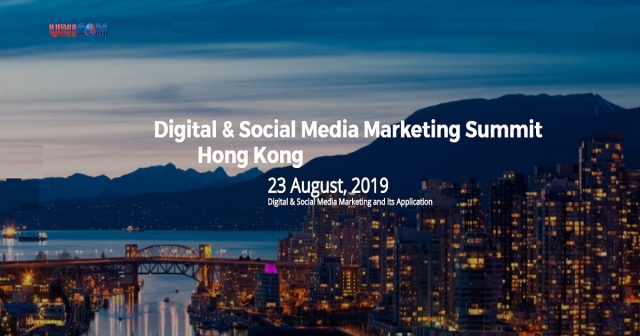 UNICOM
Digital & Social Media Marketing Summit
Hong Kong
23 August, 2019
Digital & Social Media Marketing and Its Application